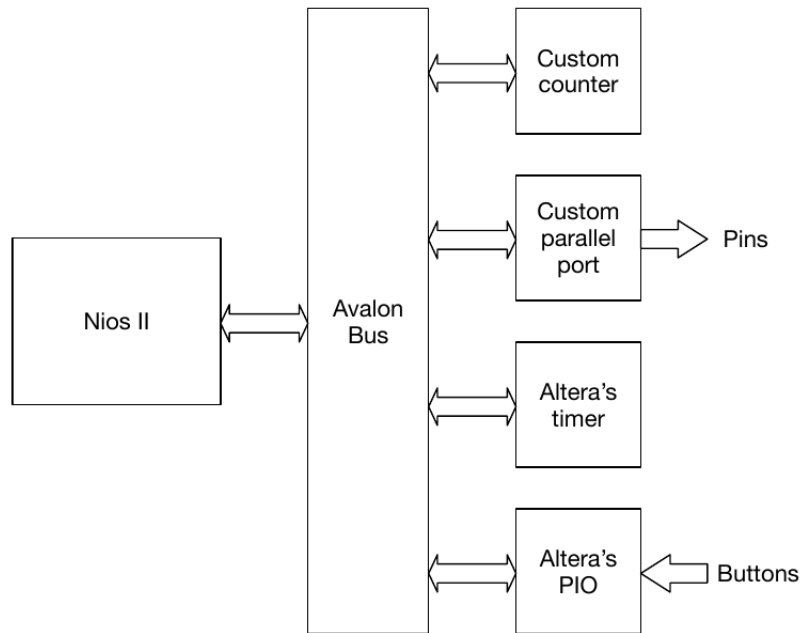 Custom
counter
Custom
parallel
port
Pins
Nios II
Avalon
Bus
Altera’s
timer
Altera’s
PIO
Buttons